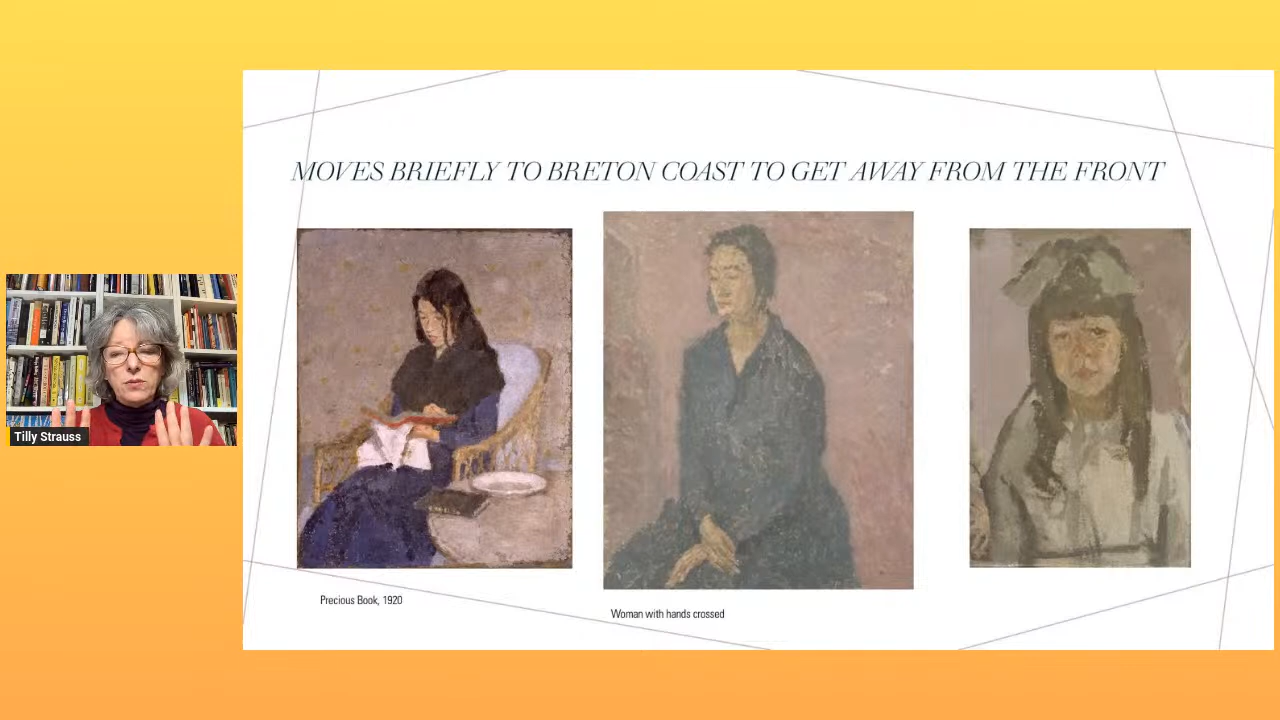 MOVES BRIEFLY TO BRETON COAST TO GET AWAY FROM THE FRONT
Tilly Strauss
Precious Book, 1920
Woman with hands crossed